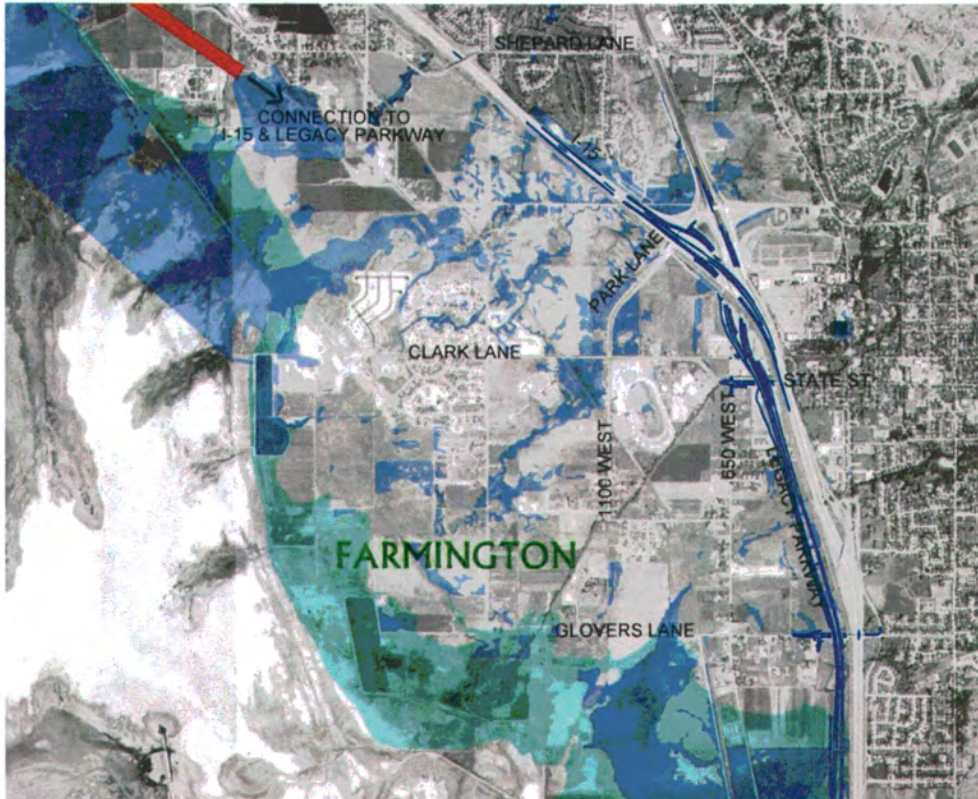 SHEPARD LANE
CONNECTION TO
I-15 & LEGACY PARKWAY
I-15
PARK LANE
CLARK LANE
STATE ST.
1100 WEST
650 WEST
LEGACY PARKWAY
FARMINGTON
GLOVERS LANE